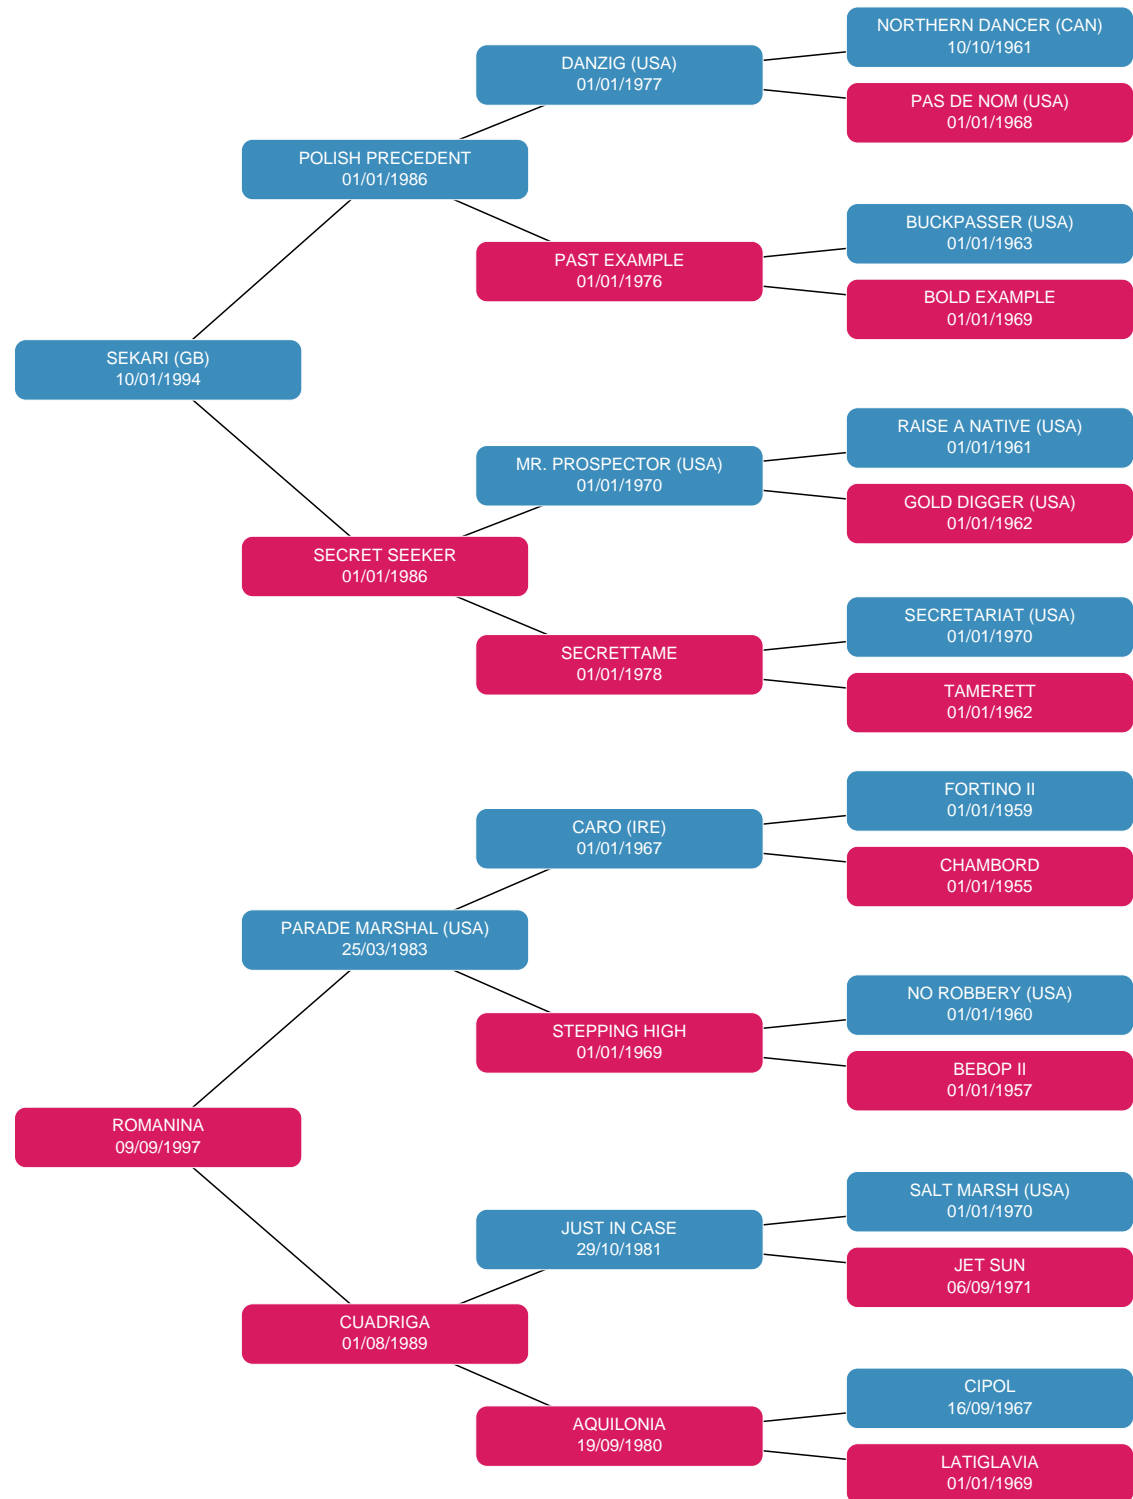 NORTHERN DANCER (CAN)
10/10/1961
DANZIG (USA)
01/01/1977
PAS DE NOM (USA)
01/01/1968
POLISH PRECEDENT
01/01/1986
BUCKPASSER (USA)
01/01/1963
PAST EXAMPLE
01/01/1976
BOLD EXAMPLE
01/01/1969
SEKARI (GB)
10/01/1994
RAISE A NATIVE (USA)
01/01/1961
MR. PROSPECTOR (USA)
01/01/1970
GOLD DIGGER (USA)
01/01/1962
SECRET SEEKER
01/01/1986
SECRETARIAT (USA)
01/01/1970
SECRETTAME
01/01/1978
TAMERETT
01/01/1962
FORTINO II
01/01/1959
CARO (IRE)
01/01/1967
CHAMBORD
01/01/1955
PARADE MARSHAL (USA)
25/03/1983
NO ROBBERY (USA)
01/01/1960
STEPPING HIGH
01/01/1969
BEBOP II
01/01/1957
ROMANINA
09/09/1997
SALT MARSH (USA)
01/01/1970
JUST IN CASE
29/10/1981
JET SUN
06/09/1971
CUADRIGA
01/08/1989
CIPOL
16/09/1967
AQUILONIA
19/09/1980
LATIGLAVIA
01/01/1969